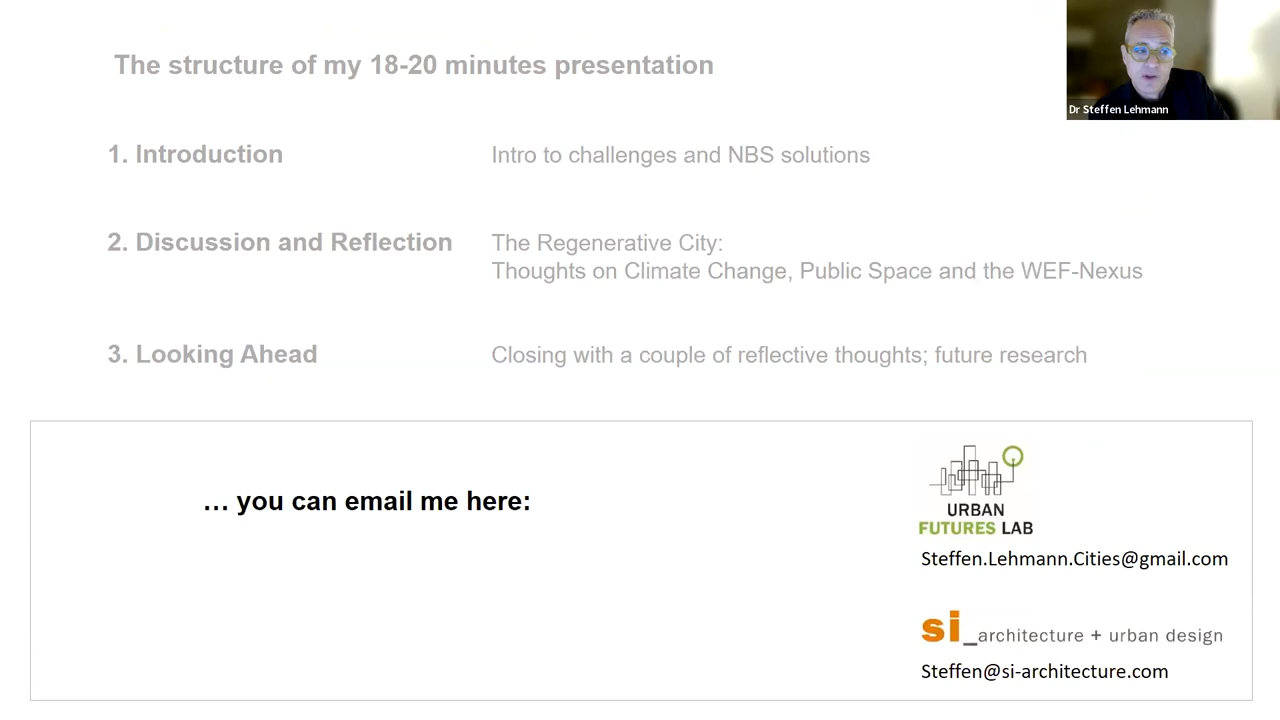 The structure of my 18-20 minutes presentation
Dr Steffen Lehmann
1. Introduction
Intro to challenges and NBS solutions
2. Discussion and Reflection
The Regenerative City:
Thoughts on Climate Change, Public Space and the WEF-Nexus
3. Looking Ahead
Closing with a couple of reflective thoughts; future research
… you can email me here:
URBAN
FUTURES LAB
Steffen.Lehmann.Cities@gmail.com
si_architecture + urban design
Steffen@si-architecture.com